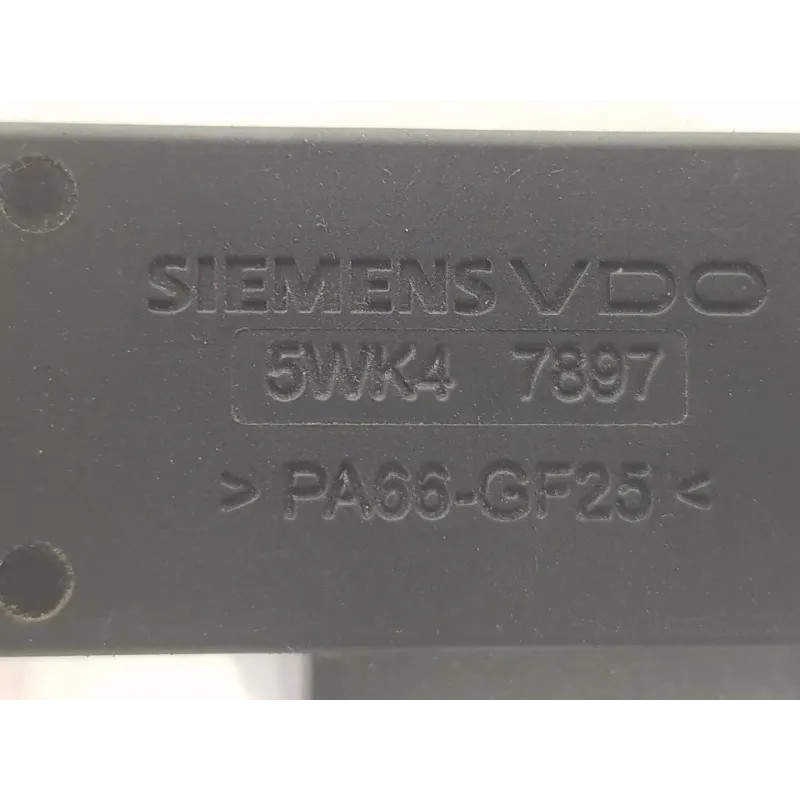 SIEMENS VDO
5WK4 7897
> PA66-GF25 <